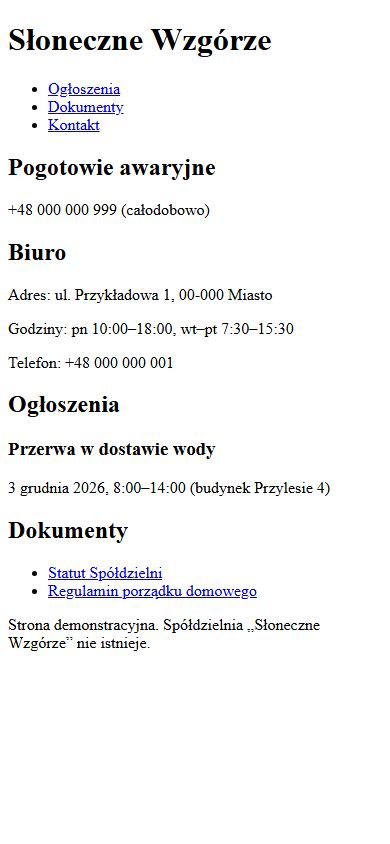 Słoneczne Wzgórze
Ogłoszenia
Dokumenty
Kontakt
Pogotowie awaryjne
+48 000 000 999 (całodobowo)
Biuro
Adres: ul. Przykładowa 1, 00-000 Miasto
Godziny: pn 10:00–18:00, wt–pt 7:30–15:30
Telefon: +48 000 000 001
Ogłoszenia
Przerwa w dostawie wody
3 grudnia 2026, 8:00–14:00 (budynek Przylesie 4)
Dokumenty
Statut Spółdzielni
Regulamin porządku domowego
Strona demonstracyjna. Spółdzielnia „Słoneczne
Wzgórze” nie istnieje.